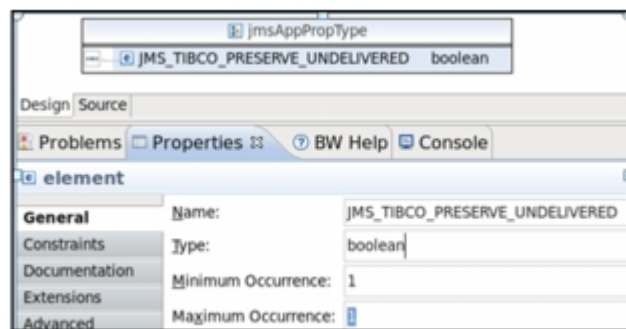 jmsAppPropType
JMS_TIBCO_PRESERVE_UNDELIVERED boolean
Design Source
Problems Properties BW Help Console
element
General
Name: JMS_TIBCO_PRESERVE_UNDELIVERED
Constraints
Type: boolean
Documentation
Minimum Occurrence: 1
Extensions
Maximum Occurrence: 1
Advanced